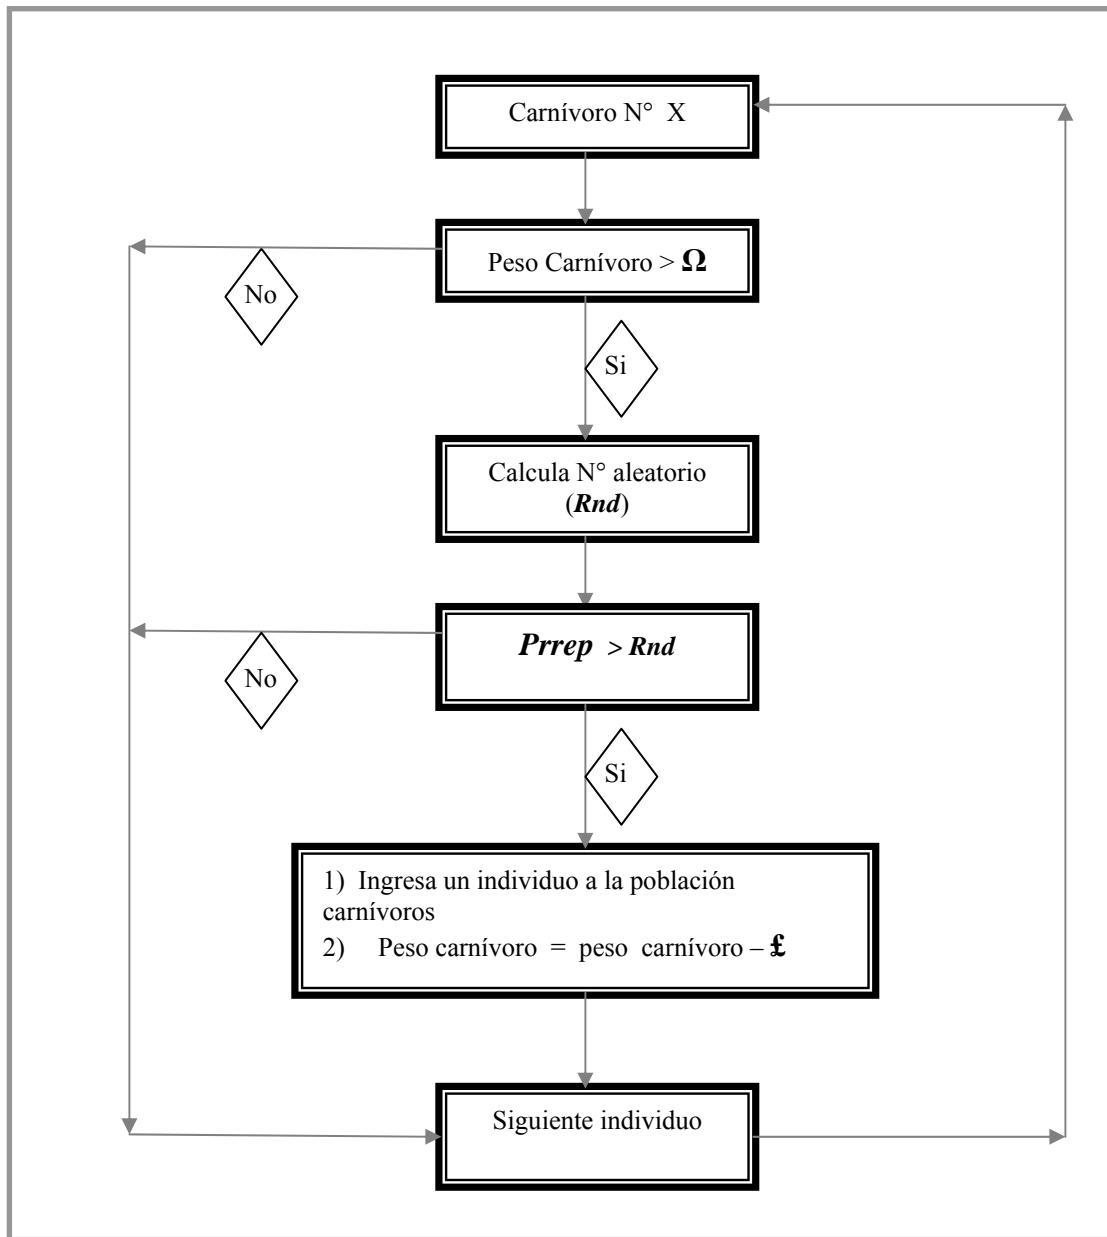 Carnívoro N° X
Peso Carnívoro > Ω
No
Si
Calcula N° aleatorio
(Rnd)
Prrep > Rnd
No
Si
1) Ingresa un individuo a la población
carnívoros
2) Peso carnívoro = peso carnívoro – £
Siguiente individuo